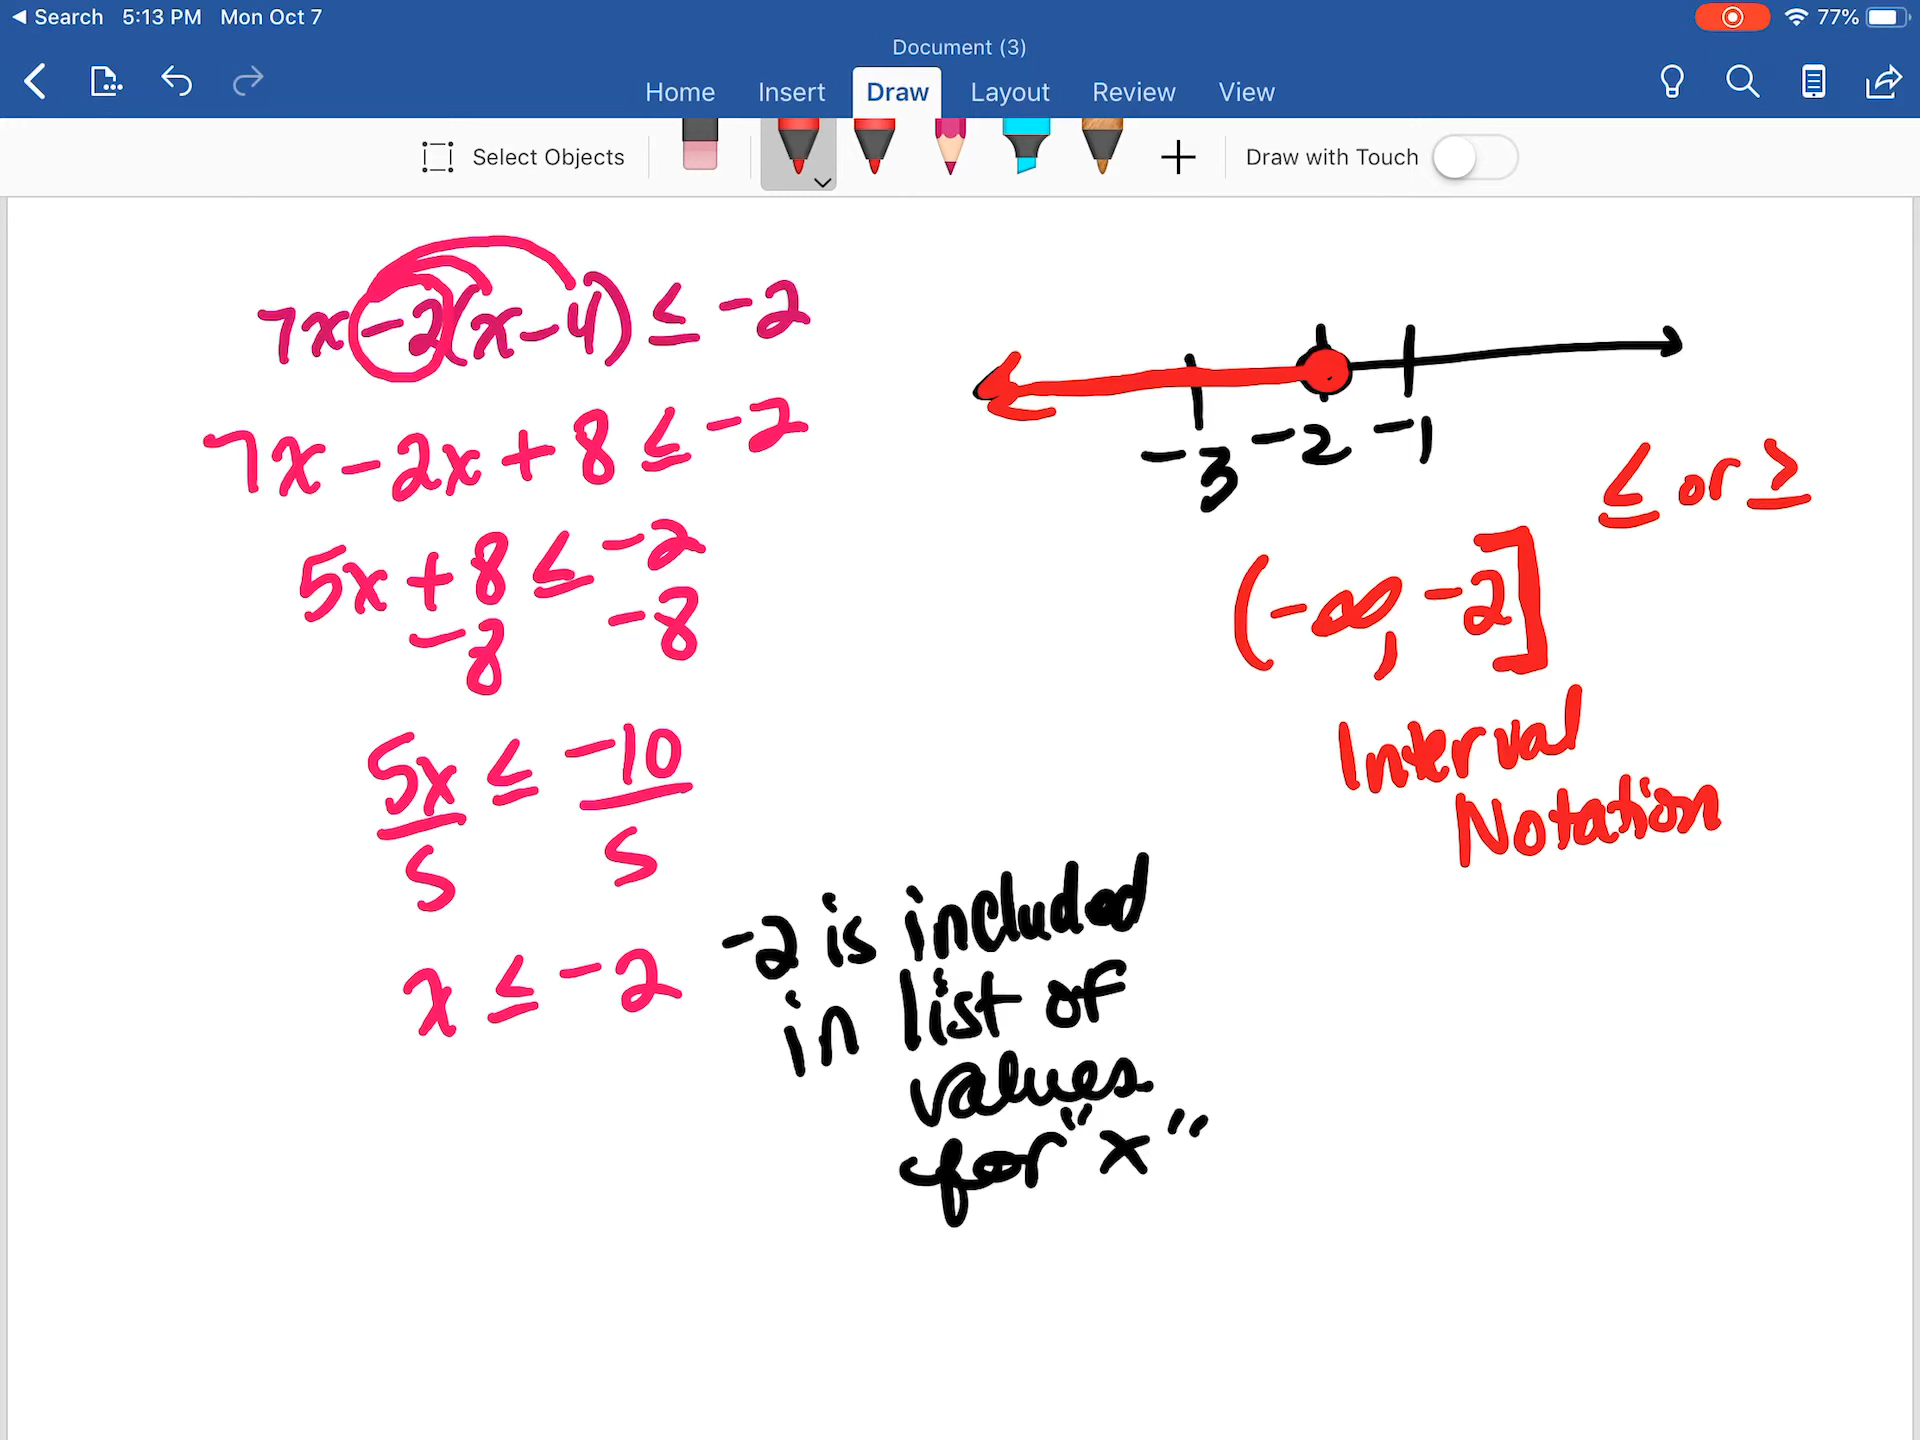 Search 5:13 PM Mon Oct 7 77%
Document (3)
Home Insert Draw Layout Review View
Select Objects Draw with Touch
7x -2(x-4) ≤ -2
7x - 2x + 8 ≤ -2
5x + 8 ≤ -2
-8 -8
5x ≤ -10
5 5
x ≤ -2
-2 is included
in list of
values
for "x"
-3 -2 -1
≤ or ≥
(-∞, -2]
Interval
Notation